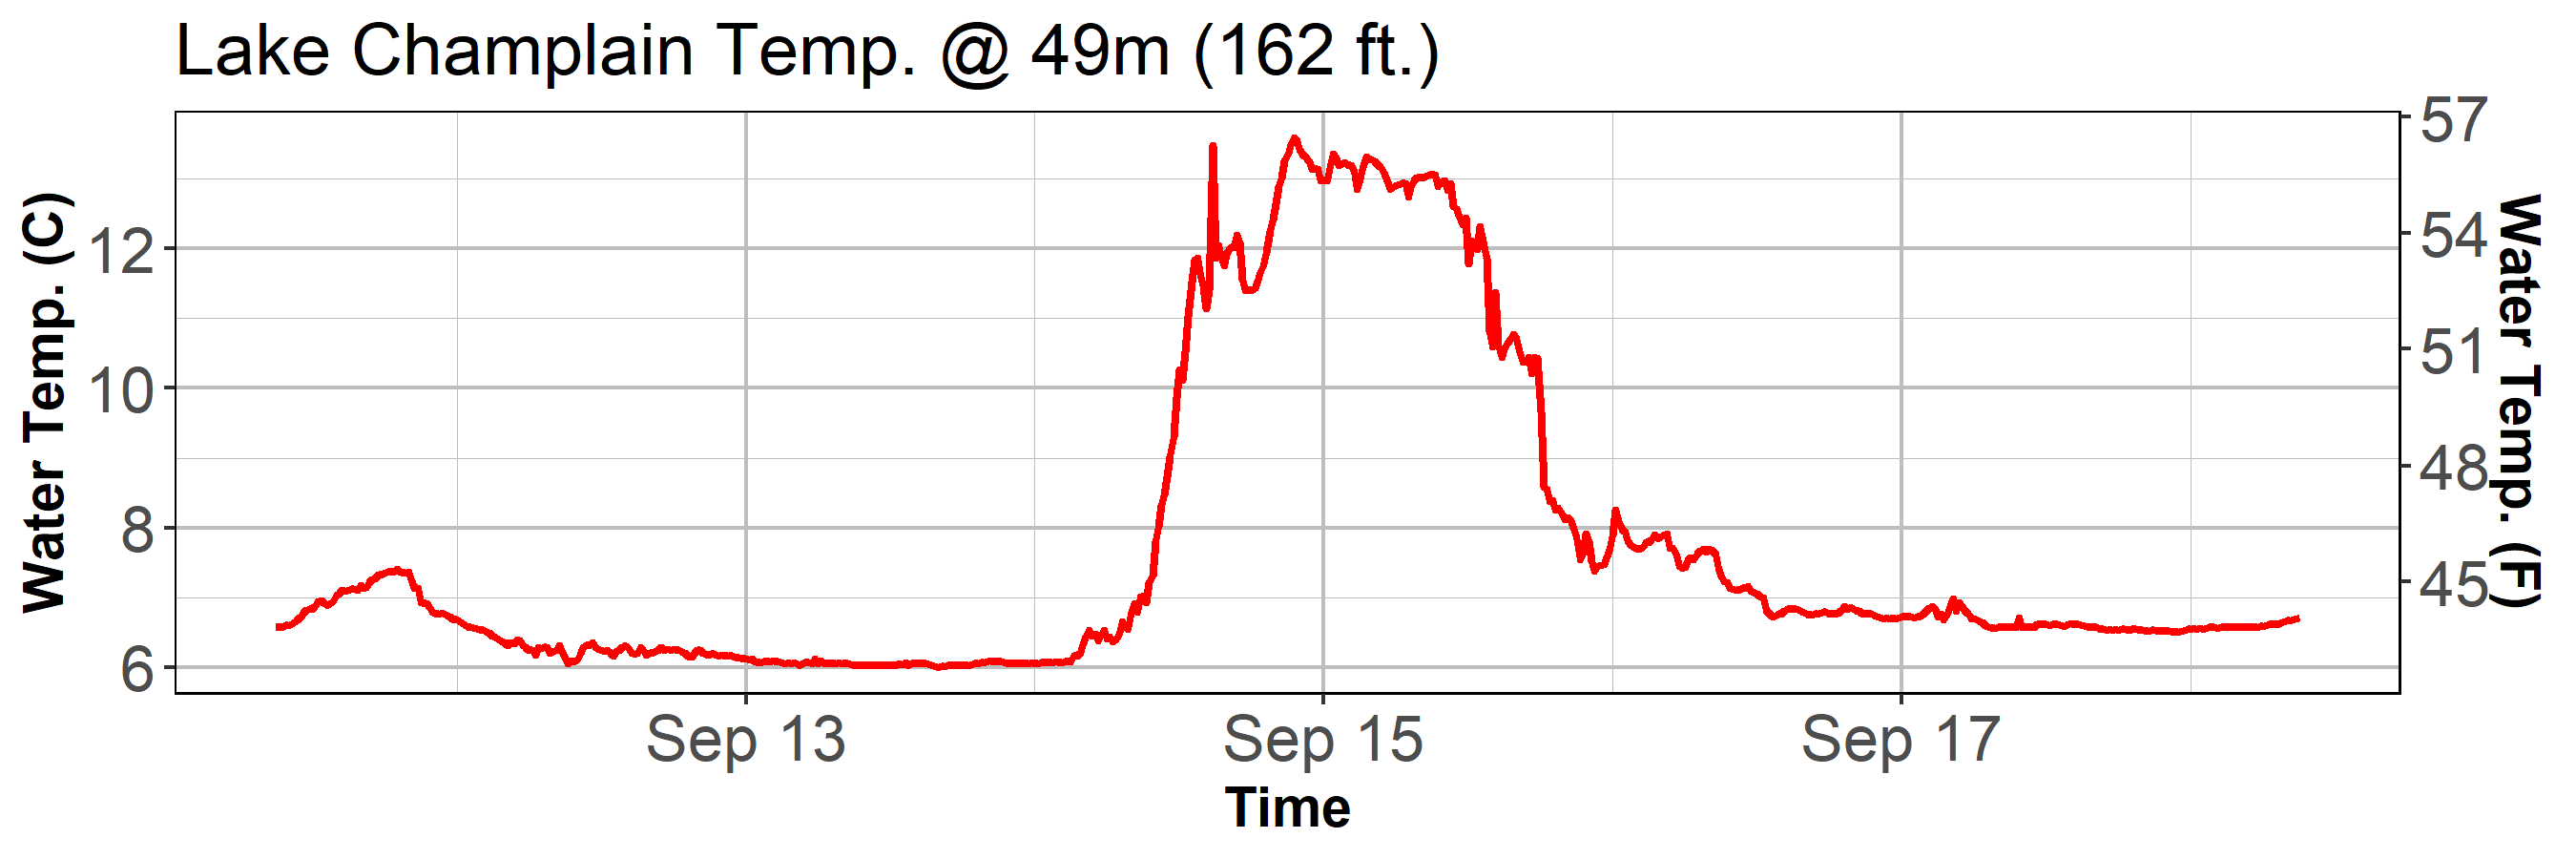 Lake Champlain Temp. @ 49m (162 ft.)
Water Temp. (C)
12
10
8
6
57
54
51
48
45
Water Temp. (F)
Sep 13
Sep 15
Sep 17
Time